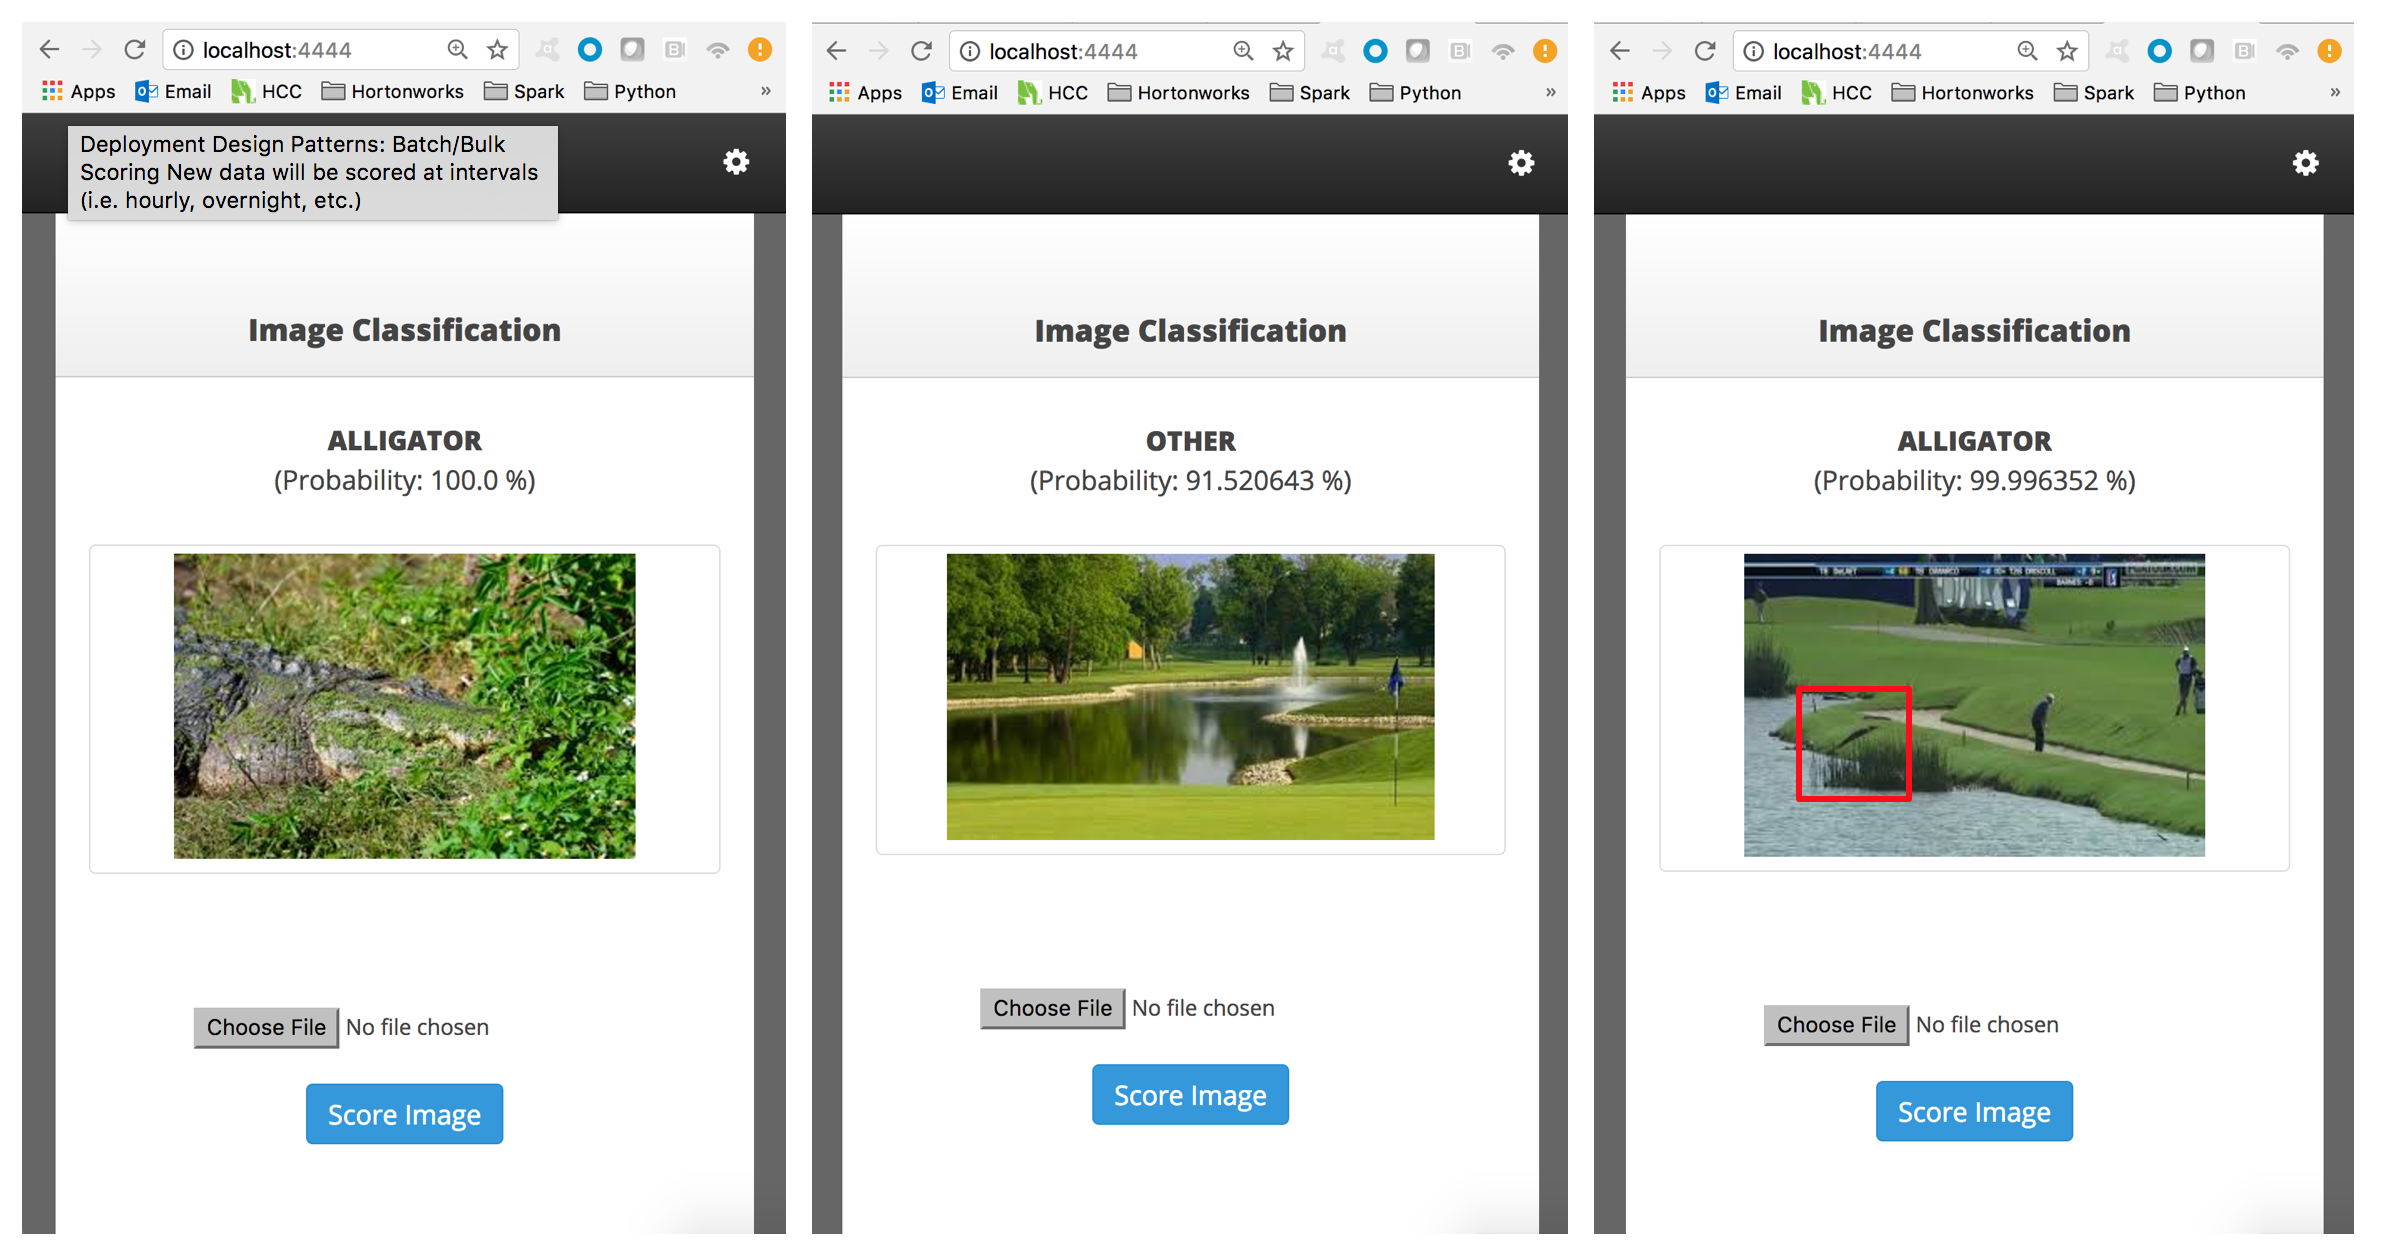 localhost:4444
Apps Email HCC Hortonworks Spark Python »
Deployment Design Patterns: Batch/Bulk
Scoring New data will be scored at intervals
(i.e. hourly, overnight, etc.)
Image Classification
ALLIGATOR
(Probability: 100.0 %)
Choose File No file chosen
Score Image
localhost:4444
Apps Email HCC Hortonworks Spark Python »
Image Classification
OTHER
(Probability: 91.520643 %)
Choose File No file chosen
Score Image
localhost:4444
Apps Email HCC Hortonworks Spark Python »
Image Classification
ALLIGATOR
(Probability: 99.996352 %)
Choose File No file chosen
Score Image